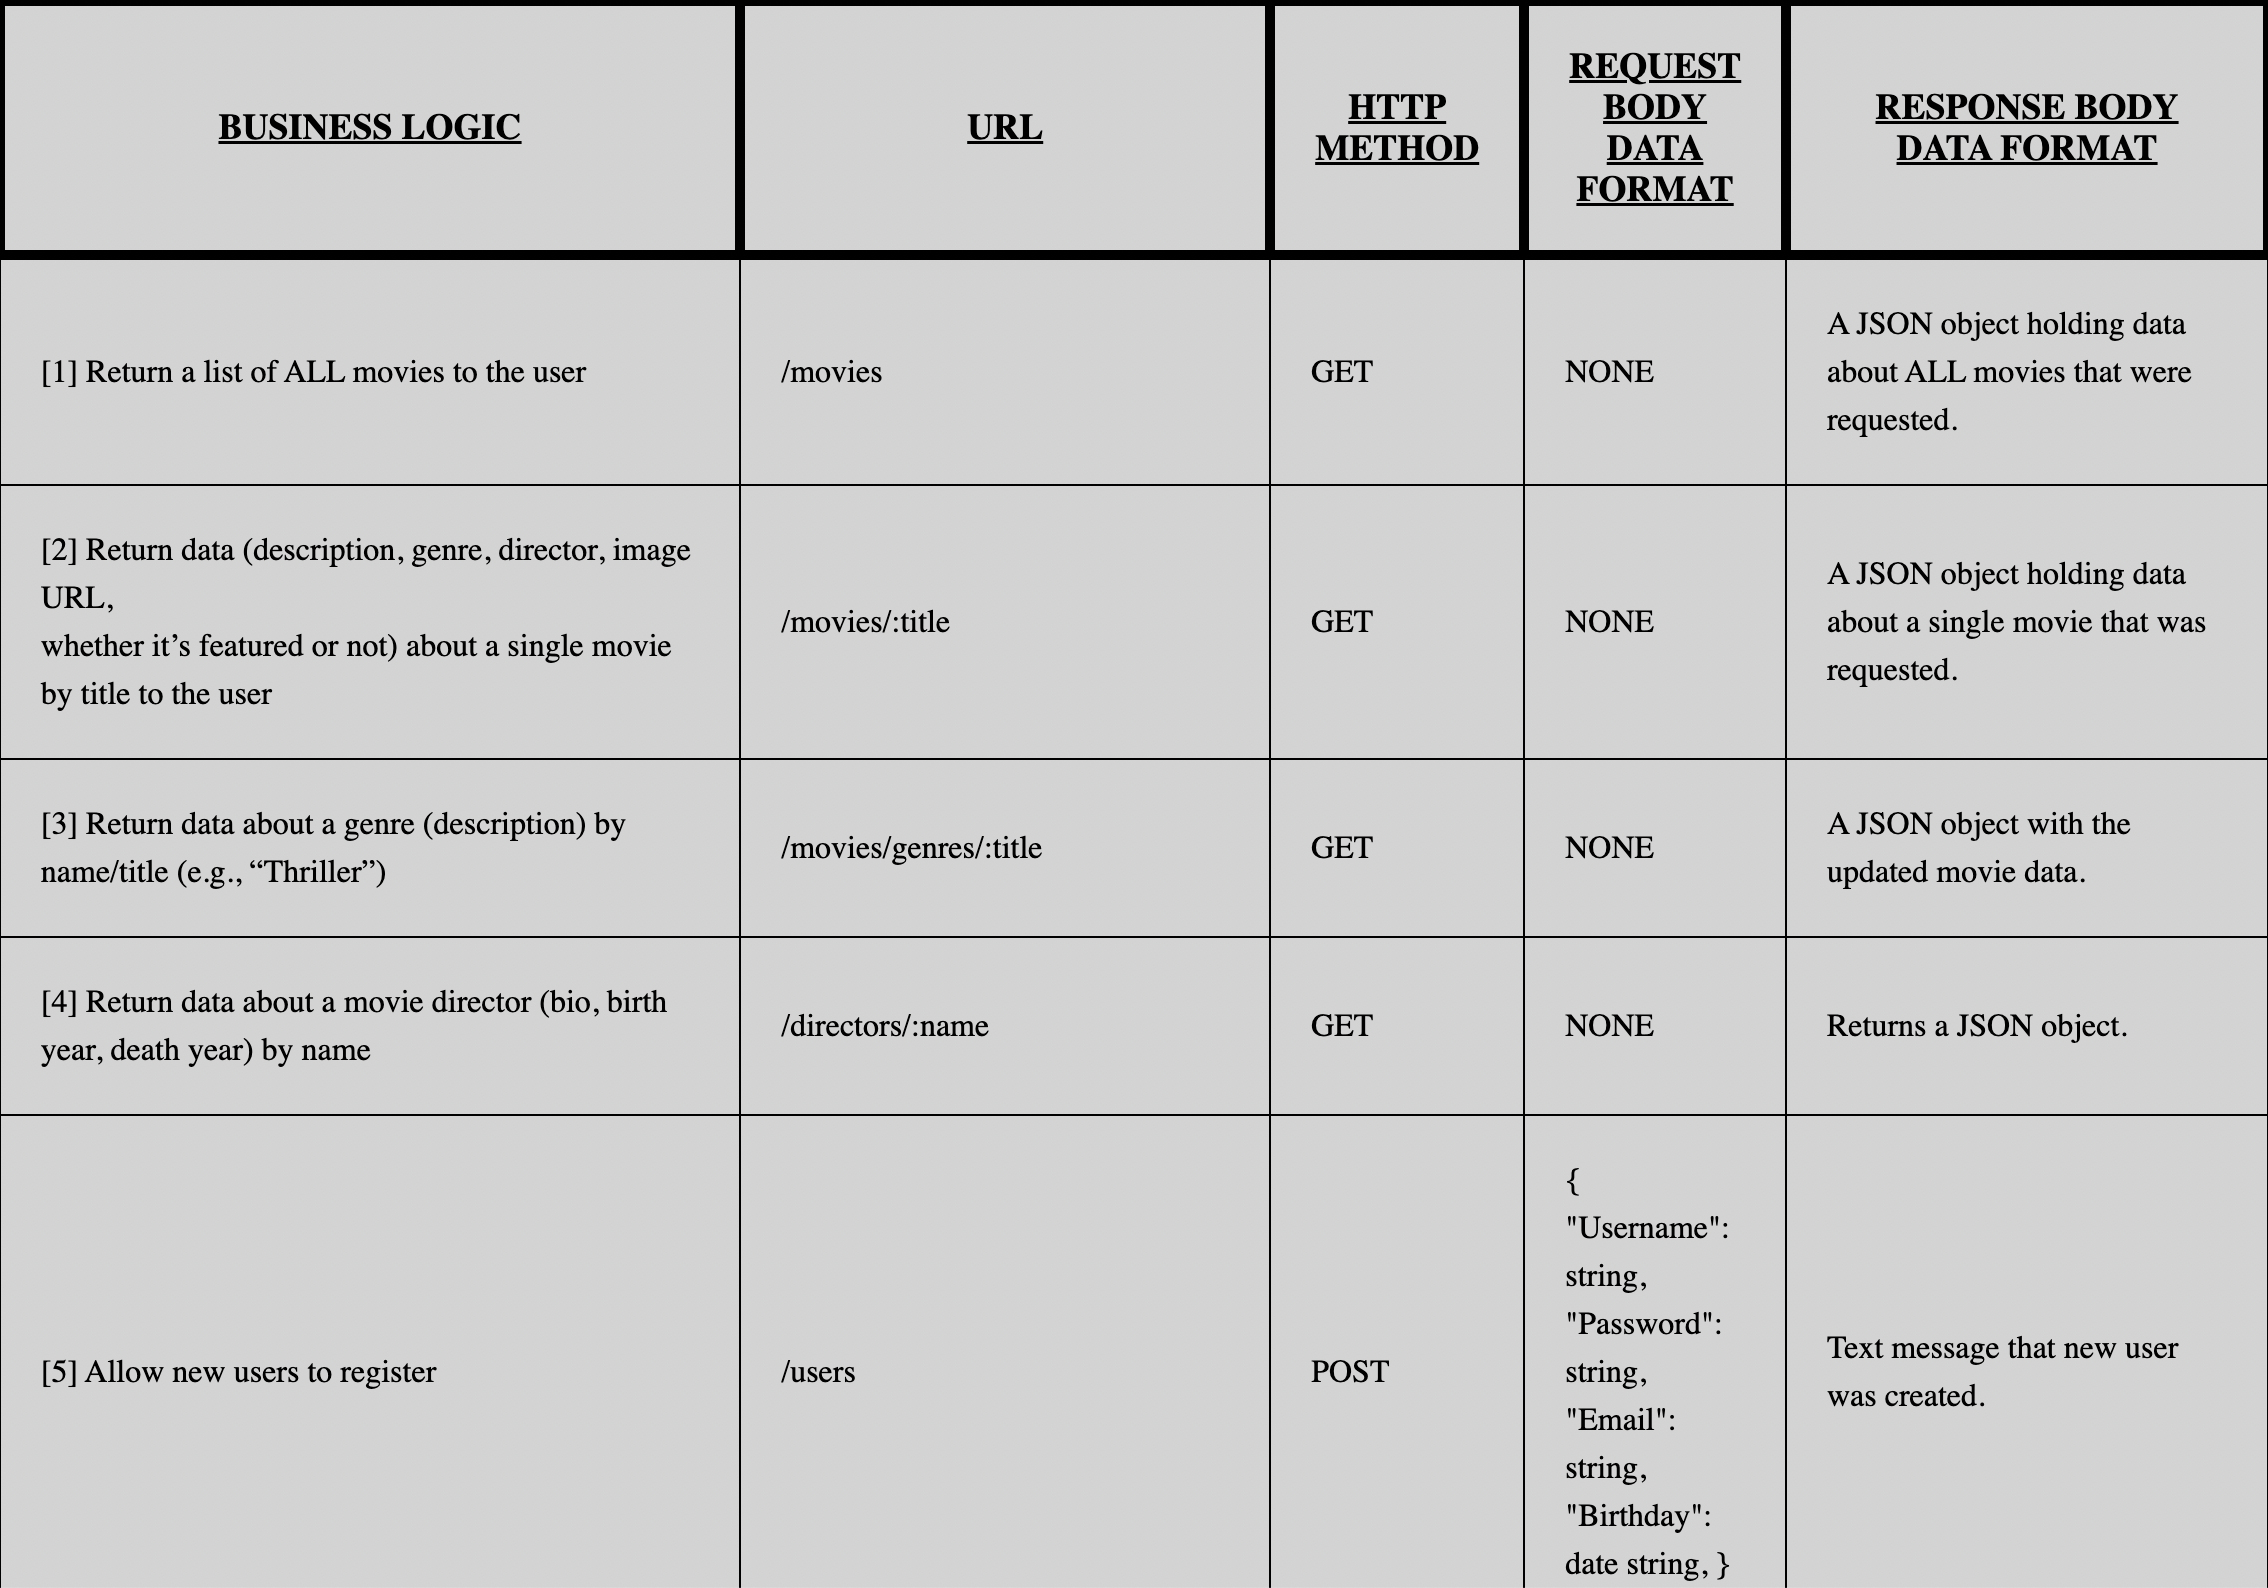 BUSINESS LOGIC
URL
HTTP
METHOD
REQUEST
BODY
DATA
FORMAT
RESPONSE BODY
DATA FORMAT
[1] Return a list of ALL movies to the user
/movies
GET
NONE
A JSON object holding data
about ALL movies that were
requested.
[2] Return data (description, genre, director, image
URL,
whether it’s featured or not) about a single movie
by title to the user
/movies/:title
GET
NONE
A JSON object holding data
about a single movie that was
requested.
[3] Return data about a genre (description) by
name/title (e.g., “Thriller”)
/movies/genres/:title
GET
NONE
A JSON object with the
updated movie data.
[4] Return data about a movie director (bio, birth
year, death year) by name
/directors/:name
GET
NONE
Returns a JSON object.
[5] Allow new users to register
/users
POST
{
"Username":
string,
"Password":
string,
"Email":
string,
"Birthday":
date string, }
Text message that new user
was created.